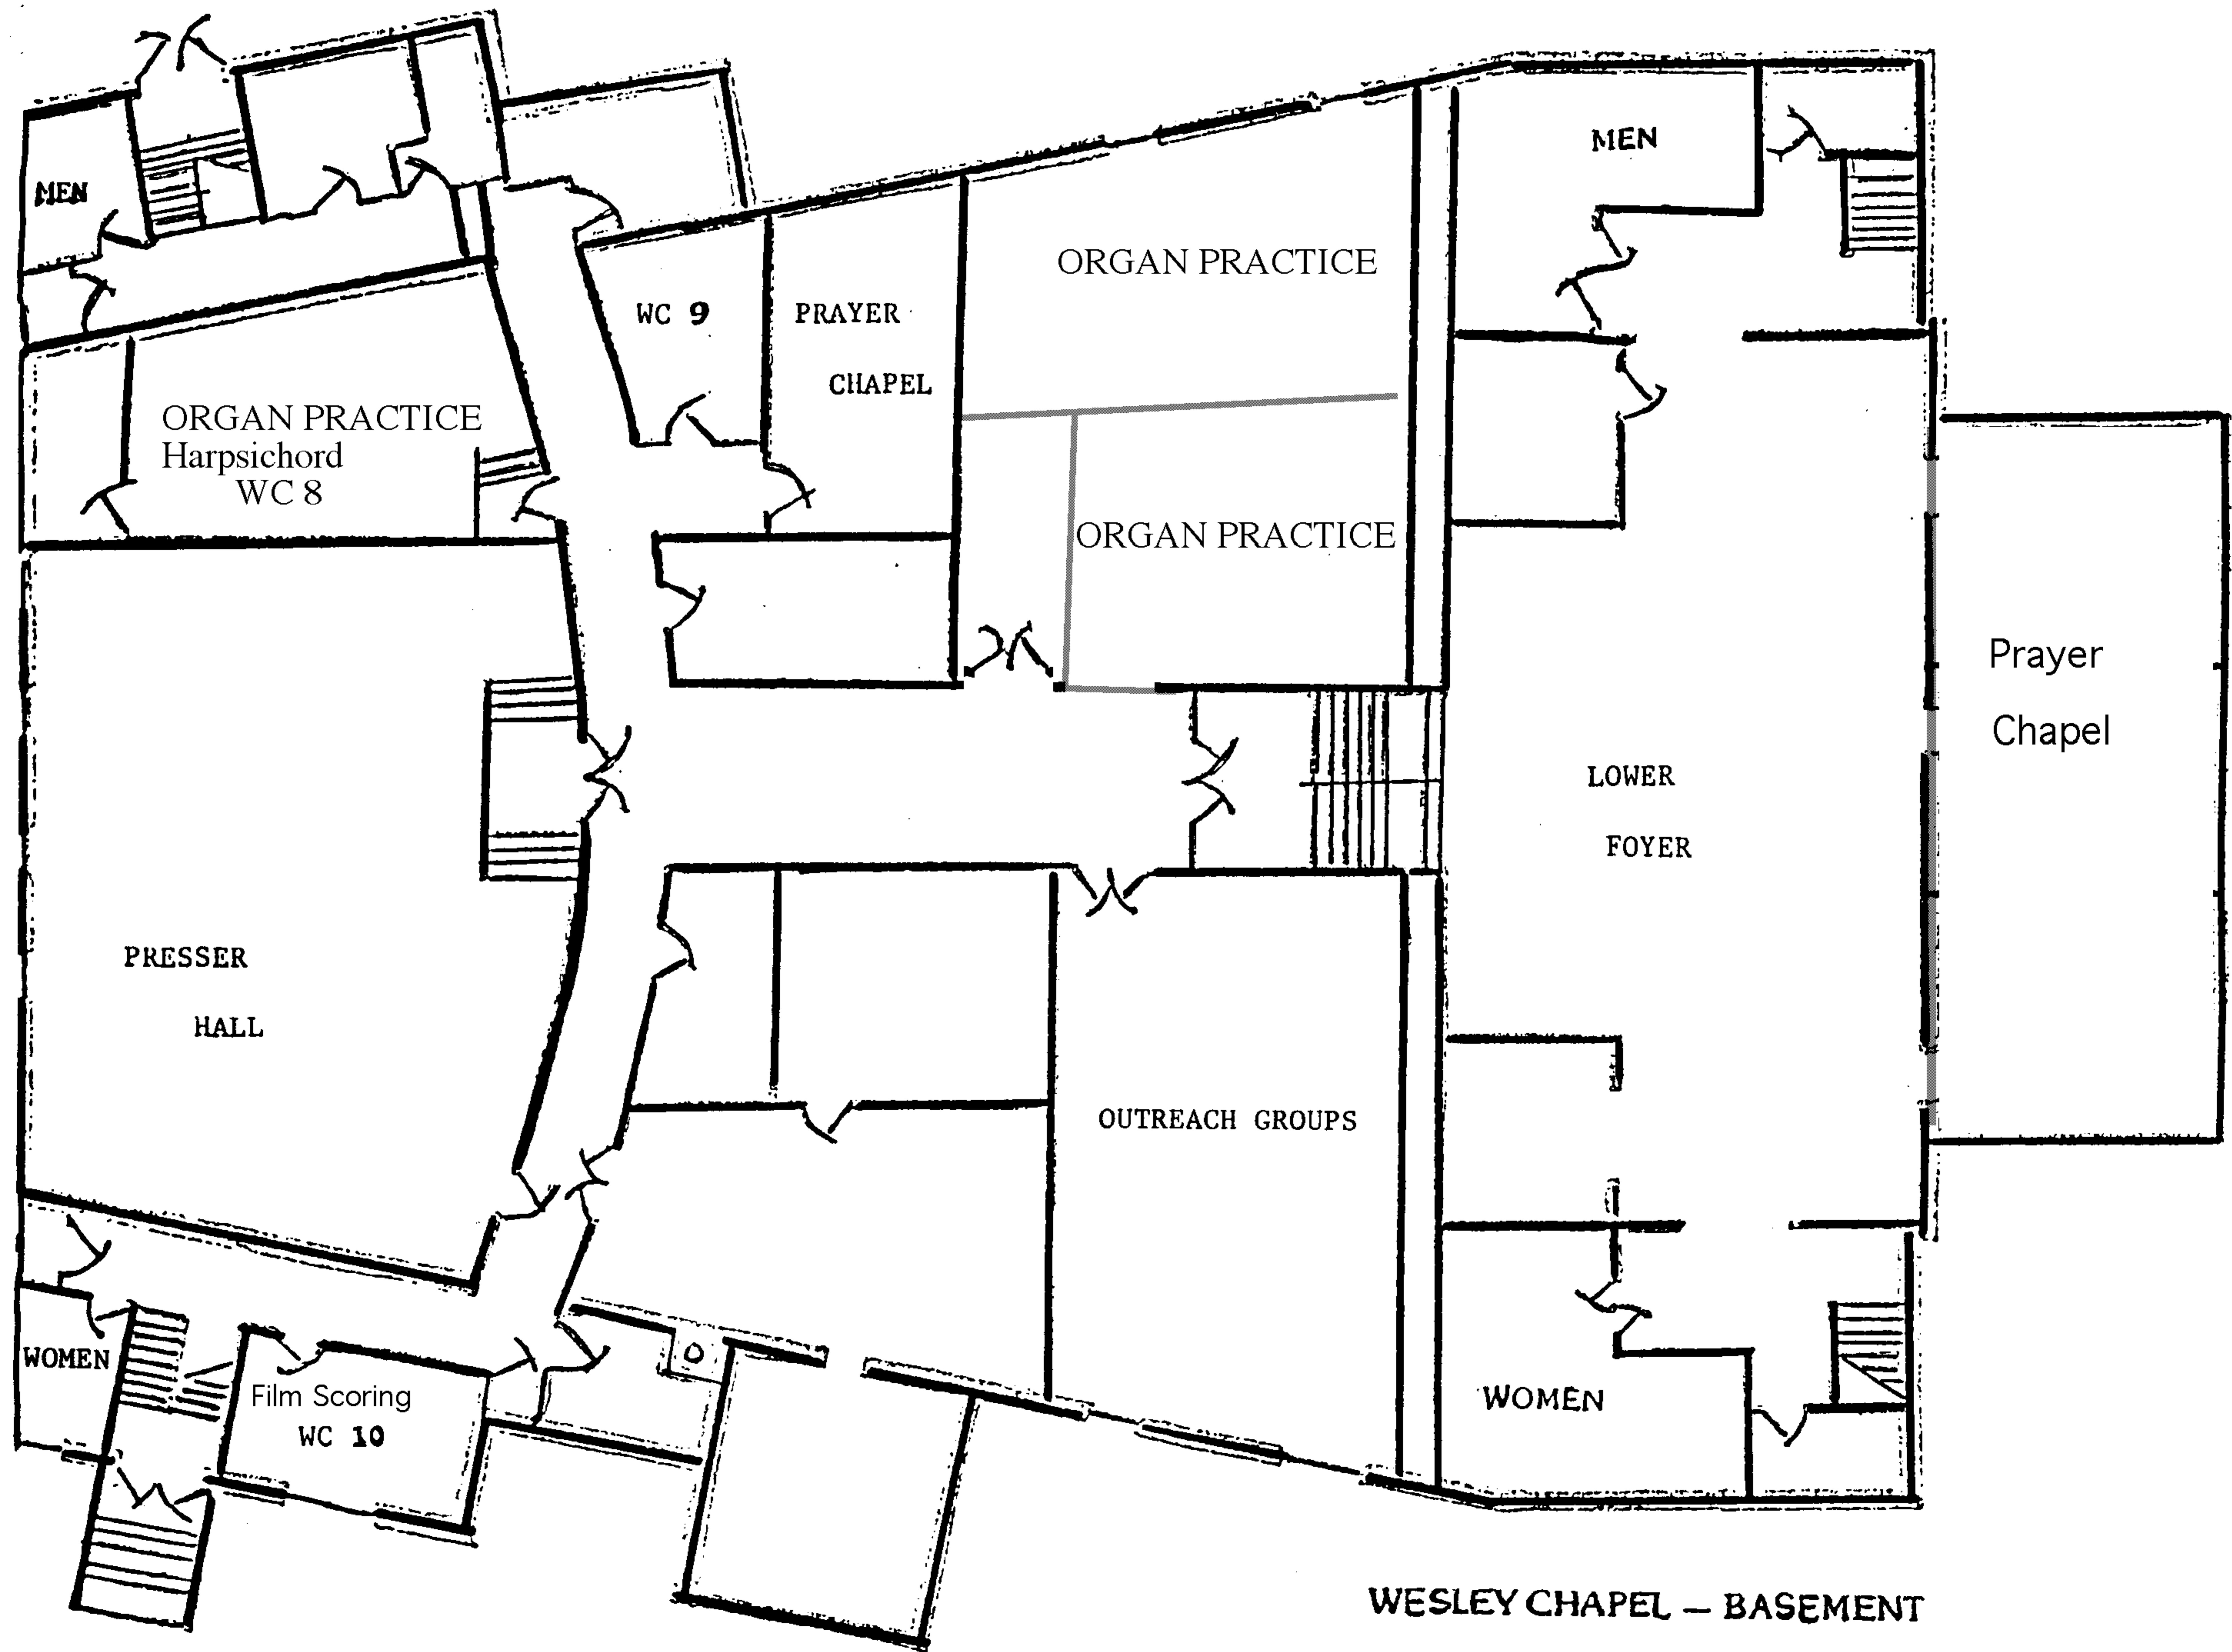 MEN
MEN
ORGAN PRACTICE
WC 9
PRAYER
CHAPEL
ORGAN PRACTICE
Harpsichord
WC 8
ORGAN PRACTICE
Prayer
Chapel
LOWER
FOYER
PRESSER
HALL
OUTREACH GROUPS
WOMEN
Film Scoring
WC 10
WOMEN
WESLEY CHAPEL - BASEMENT